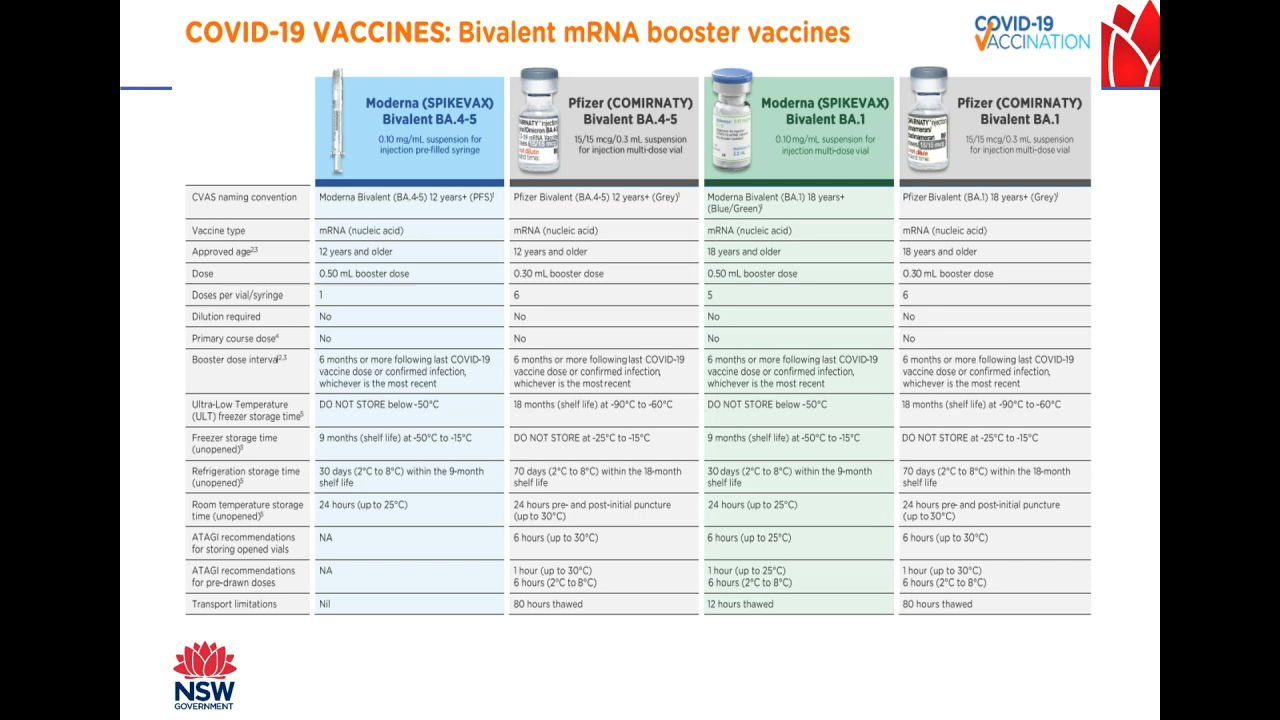 COVID-19 VACCINES: Bivalent mRNA booster vaccines
COVID-19
VACCINATION
Moderna (SPIKEVAX)
Bivalent BA.4-5
0.10 mg/mL suspension for
injection pre-filled syringe
Pfizer (COMIRNATY)
Bivalent BA.4-5
15/15 mcg/0.3 mL suspension
for injection multi-dose vial
Moderna (SPIKEVAX)
Bivalent BA.1
0.10 mg/mL suspension for
injection multi-dose vial
Pfizer (COMIRNATY)
Bivalent BA.1
15/15 mcg/0.3 mL suspension
for injection multi-dose vial
CVAS naming convention
Moderna Bivalent (BA.4-5) 12 years+ (PFS)¹
Pfizer Bivalent (BA.4-5) 12 years+ (Grey)¹
Moderna Bivalent (BA.1) 18 years+
(Blue/Green)¹
Pfizer Bivalent (BA.1) 18 years+ (Grey)¹
Vaccine type
mRNA (nucleic acid)
mRNA (nucleic acid)
mRNA (nucleic acid)
mRNA (nucleic acid)
Approved age²³
12 years and older
12 years and older
18 years and older
18 years and older
Dose
0.50 mL booster dose
0.30 mL booster dose
0.50 mL booster dose
0.30 mL booster dose
Doses per vial/syringe
1
6
5
6
Dilution required
No
No
No
No
Primary course dose⁴
No
No
No
No
Booster dose interval²,³
6 months or more following last COVID-19
vaccine dose or confirmed infection,
whichever is the most recent
6 months or more following last COVID-19
vaccine dose or confirmed infection,
whichever is the most recent
6 months or more following last COVID-19
vaccine dose or confirmed infection,
whichever is the most recent
6 months or more following last COVID-19
vaccine dose or confirmed infection,
whichever is the most recent
Ultra-Low Temperature
(ULT) freezer storage time⁵
DO NOT STORE below -50°C
18 months (shelf life) at -90°C to -60°C
DO NOT STORE below -50°C
18 months (shelf life) at -90°C to -60°C
Freezer storage time
(unopened)⁵
9 months (shelf life) at -50°C to -15°C
DO NOT STORE at -25°C to -15°C
9 months (shelf life) at -50°C to -15°C
DO NOT STORE at -25°C to -15°C
Refrigeration storage time
(unopened)⁵
30 days (2°C to 8°C) within the 9-month
shelf life
70 days (2°C to 8°C) within the 18-month
shelf life
30 days (2°C to 8°C) within the 9-month
shelf life
70 days (2°C to 8°C) within the 18-month
shelf life
Room temperature storage
time (unopened)⁵
24 hours (up to 25°C)
24 hours pre- and post-initial puncture
(up to 30°C)
24 hours (up to 25°C)
24 hours pre- and post-initial puncture
(up to 30°C)
ATAGI recommendations
for storing opened vials
NA
6 hours (up to 30°C)
6 hours (up to 25°C)
6 hours (up to 30°C)
ATAGI recommendations
for pre-drawn doses
NA
1 hour (up to 30°C)
6 hours (2°C to 8°C)
1 hour (up to 25°C)
6 hours (2°C to 8°C)
1 hour (up to 30°C)
6 hours (2°C to 8°C)
Transport limitations
Nil
80 hours thawed
12 hours thawed
80 hours thawed
NSW
GOVERNMENT